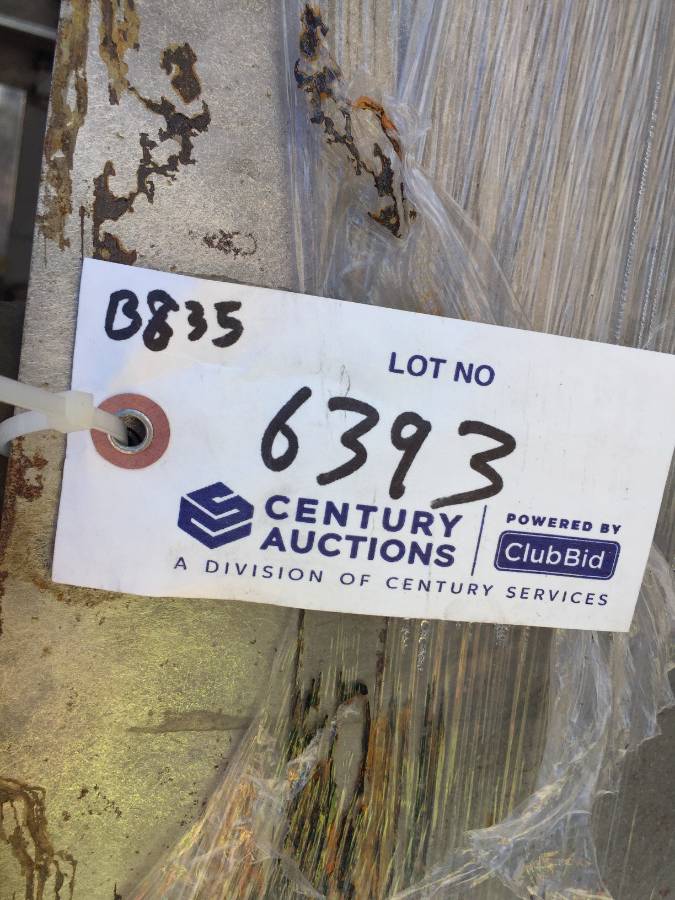 B835
LOT NO
6393
CENTURY
AUCTIONS
POWERED BY
ClubBid
A DIVISION OF CENTURY SERVICES